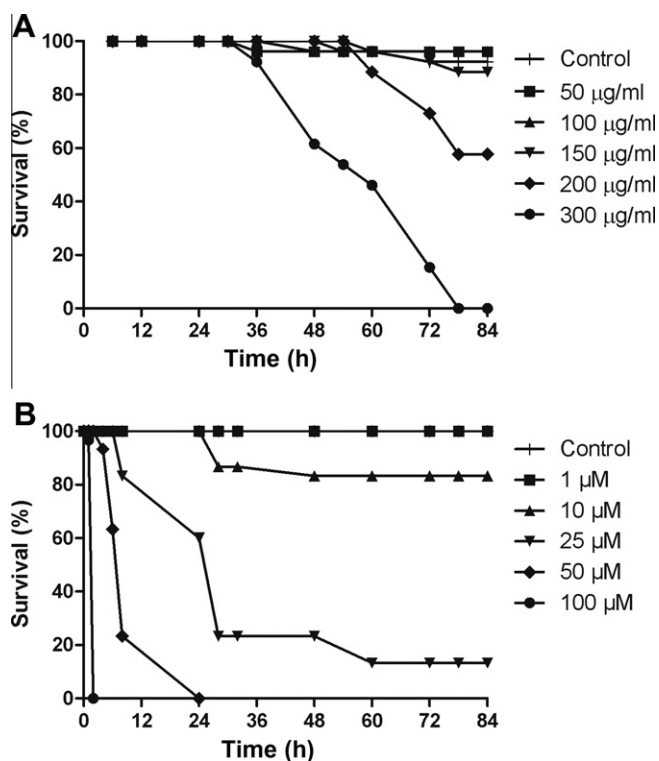 A
Survival (%)
100
80
60
40
20
0
0 12 24 36 48 60 72 84
Time (h)
Control
50 μg/ml
100 μg/ml
150 μg/ml
200 μg/ml
300 μg/ml
B
Survival (%)
100
80
60
40
20
0
0 12 24 36 48 60 72 84
Time (h)
Control
1 µM
10 µM
25 µM
50 µM
100 µM